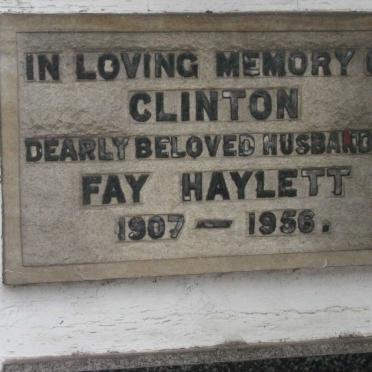 IN LOVING MEMORY
CLINTON
DEARLY BELOVED HUSBAND
FAY HAYLETT
1907 — 1956.